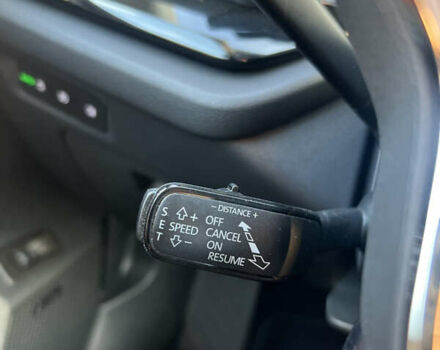 - DISTANCE +
S ⇧+ OFF
E SPEED CANCEL
ON
T ⇩- RESUME